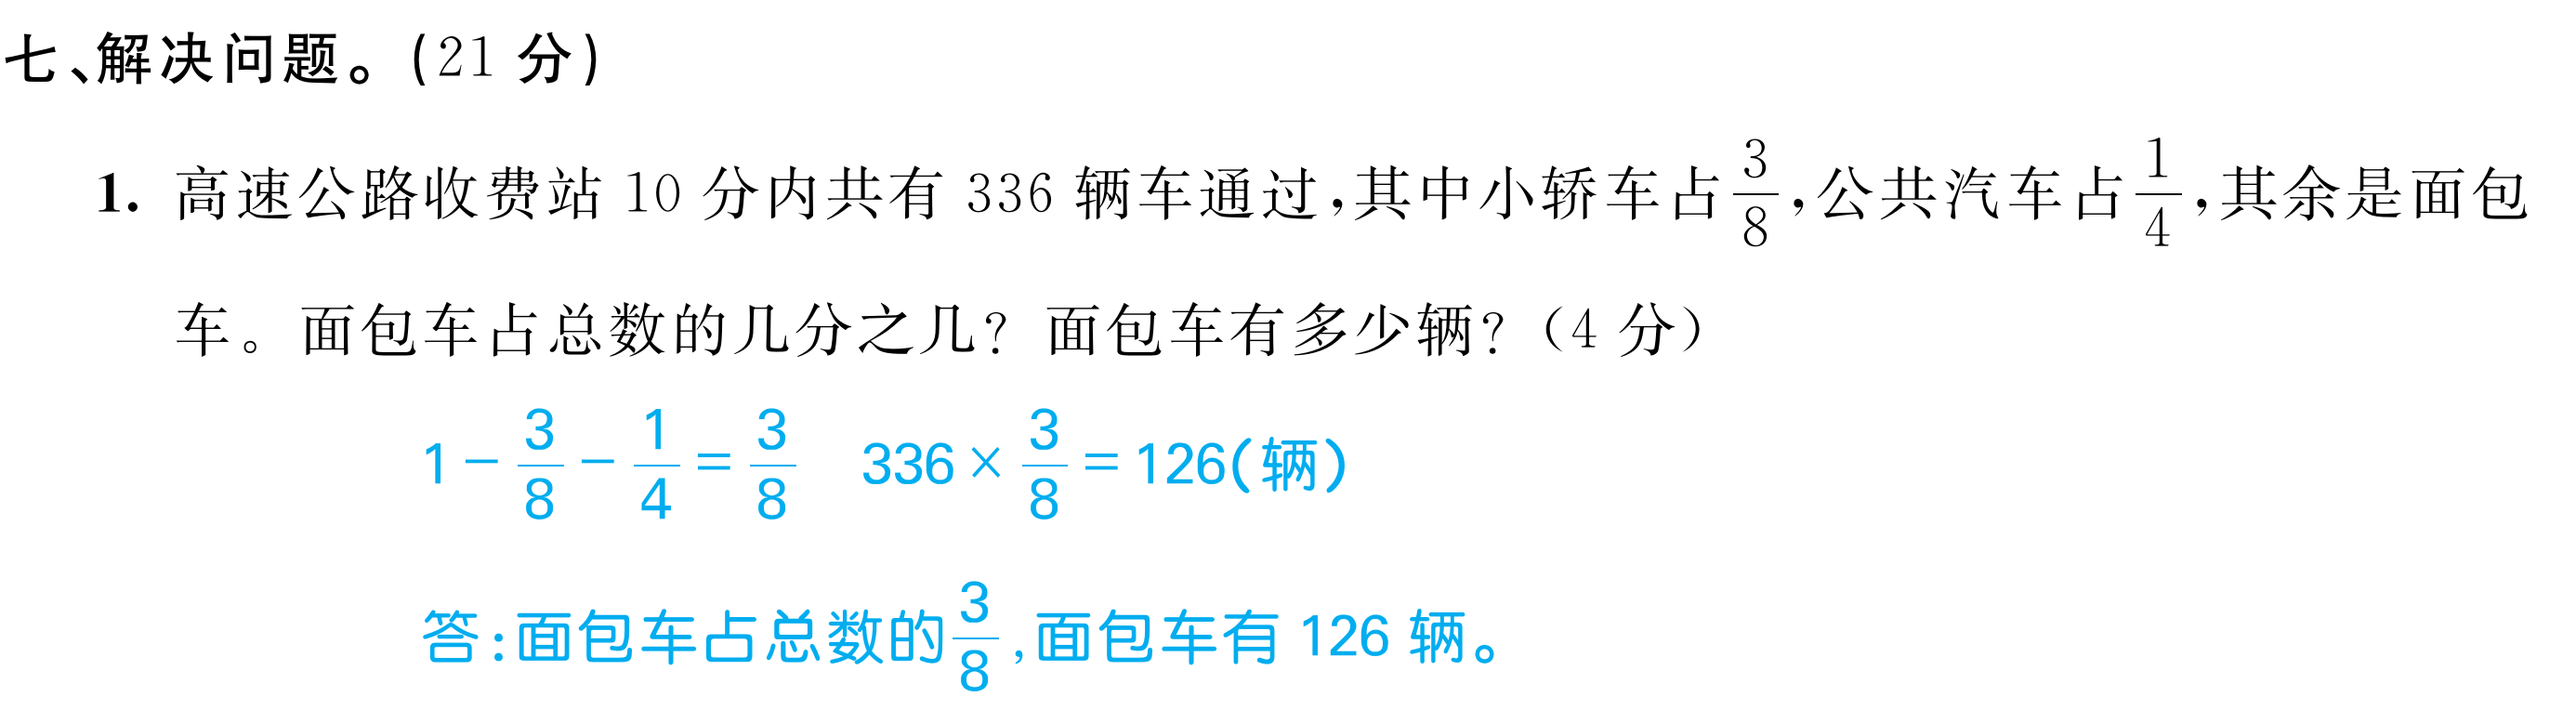 七、解决问题。(21 分)
1. 高速公路收费站 10 分内共有 336 辆车通过,其中小轿车占3/8,公共汽车占1/4,其余是面包
车。面包车占总数的几分之几? 面包车有多少辆?(4 分)
1 − 3/8 − 1/4 = 3/8 336 × 3/8 = 126(辆)
答:面包车占总数的3/8,面包车有 126 辆。